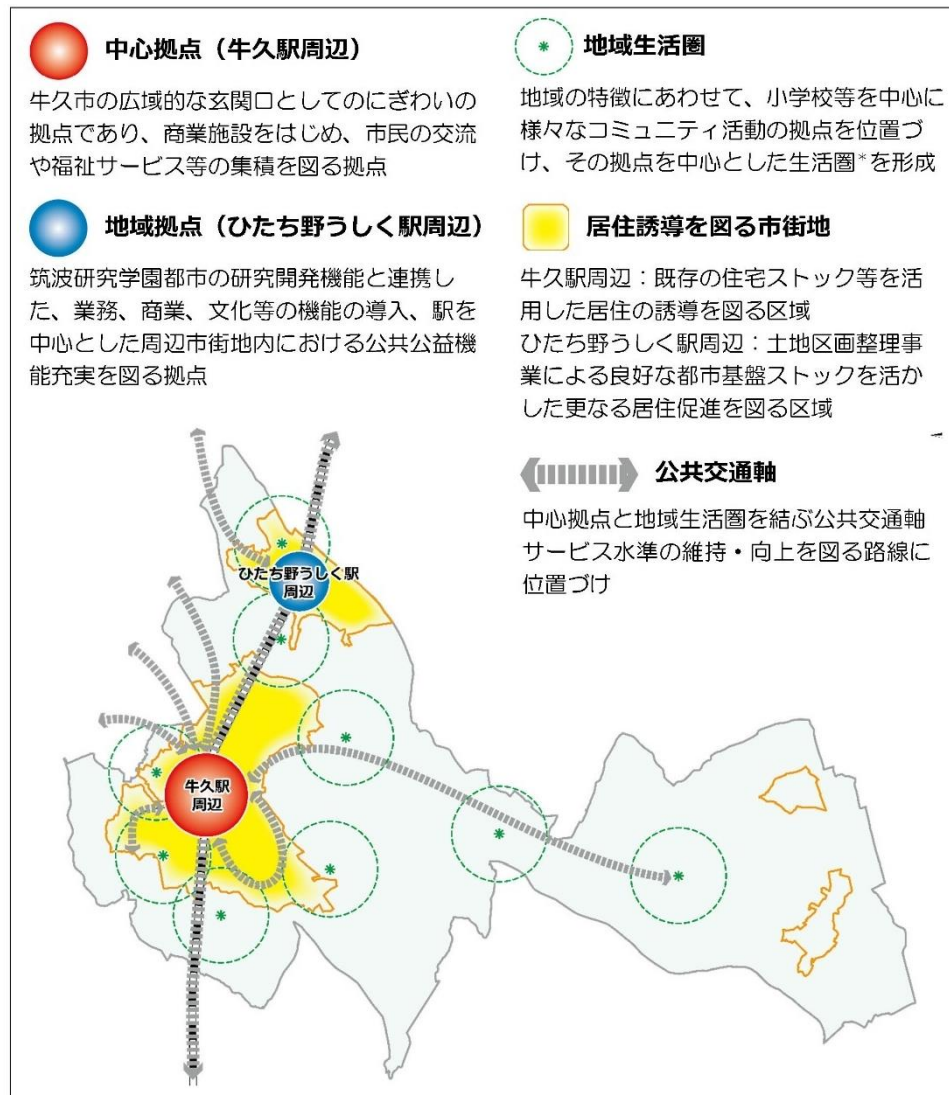 中心拠点（牛久駅周辺）
牛久市の広域的な玄関口としてのにぎわいの
拠点であり、商業施設をはじめ、市民の交流
や福祉サービス等の集積を図る拠点
地域拠点（ひたち野うしく駅周辺）
筑波研究学園都市の研究開発機能と連携し
た、業務、商業、文化等の機能の導入、駅を
中心とした周辺市街地内における公共公益機
能充実を図る拠点
地域生活圏
地域の特徴にあわせて、小学校等を中心に
様々なコミュニティ活動の拠点を位置づ
け、その拠点を中心とした生活圏*を形成
居住誘導を図る市街地
牛久駅周辺：既存の住宅ストック等を活
用した居住の誘導を図る区域
ひたち野うしく駅周辺：土地区画整理事
業による良好な都市基盤ストックを活か
した更なる居住促進を図る区域
公共交通軸
中心拠点と地域生活圏を結ぶ公共交通軸
サービス水準の維持・向上を図る路線に
位置づけ
ひたち野うしく駅
周辺
牛久駅
周辺